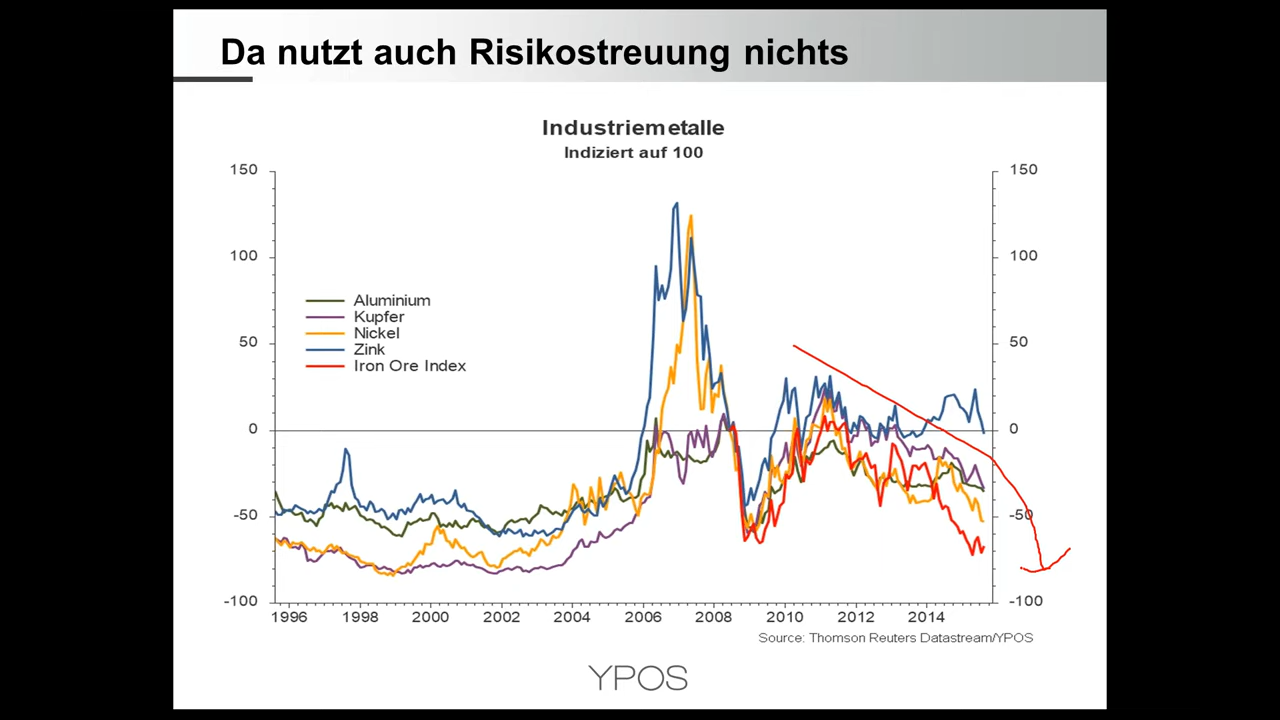 Da nutzt auch Risikostreuung nichts
Industriemetalle
Indiziert auf 100
150
100
50
0
-50
-100
150
100
50
0
-50
-100
Aluminium
Kupfer
Nickel
Zink
Iron Ore Index
1996 1998 2000 2002 2004 2006 2008 2010 2012 2014
Source: Thomson Reuters Datastream/YPOS
YPOS